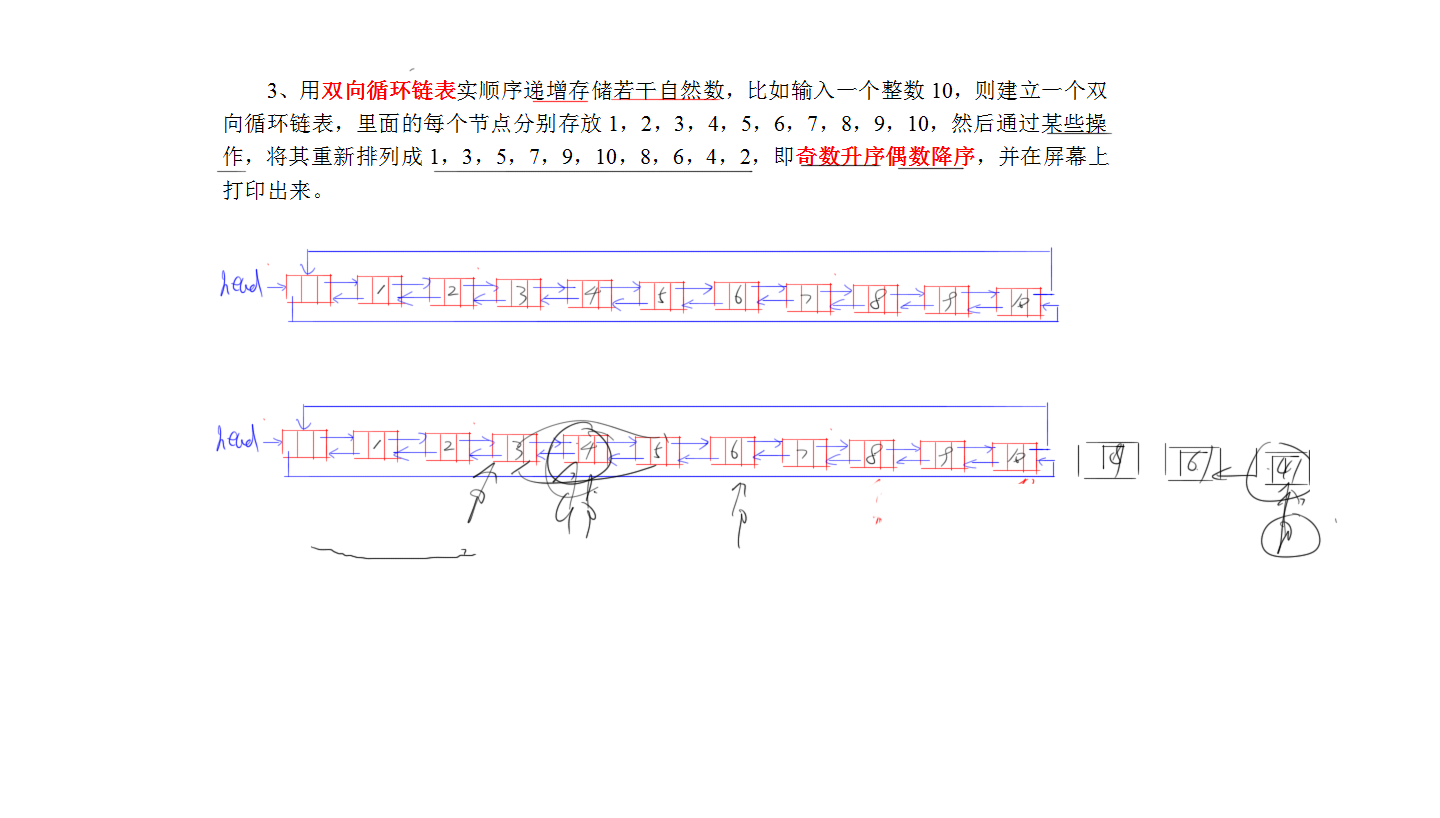 3、用双向循环链表实顺序递增存储若干自然数，比如输入一个整数10，则建立一个双
向循环链表，里面的每个节点分别存放1，2，3，4，5，6，7，8，9，10，然后通过某些操
作，将其重新排列成1，3，5，7，9，10，8，6，4，2，即奇数升序偶数降序，并在屏幕上
打印出来。
head 1 2 3 4 5 6 7 8 9 10
head 1 2 3 4 5 6 7 8 9 10 6 4
p p p p